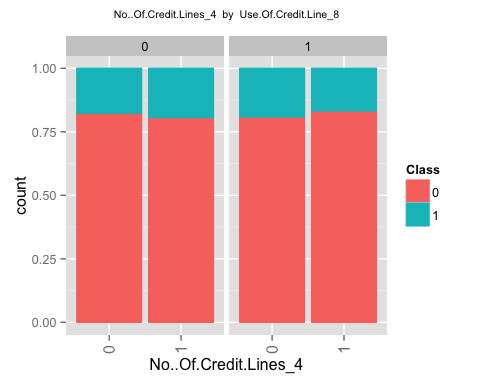 No..Of.Credit.Lines_4 by Use.Of.Credit.Line_8
0 1
1.00
0.75
0.50
0.25
0.00
count
0 1 0 1
No..Of.Credit.Lines_4
Class
0
1